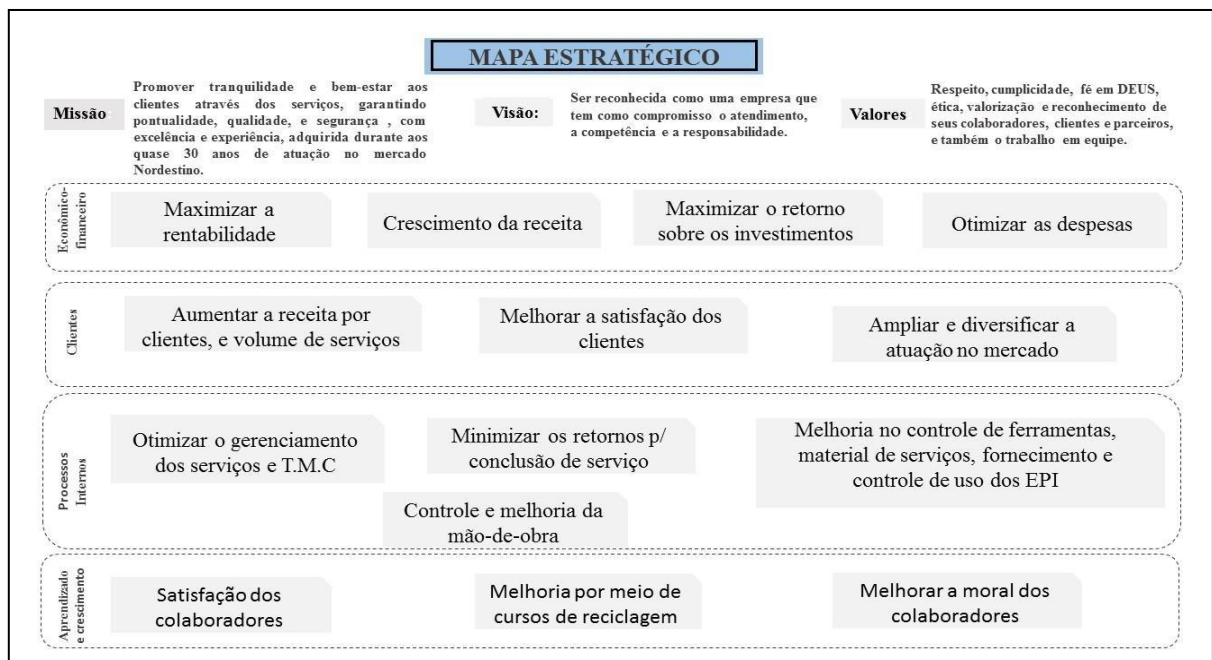 MAPA ESTRATÉGICO
Missão
Promover tranquilidade e bem-estar aos
clientes através dos serviços, garantindo
pontualidade, qualidade, e segurança , com
excelência e experiência, adquirida durante aos
quase 30 anos de atuação no mercado
Nordestino.
Visão:
Ser reconhecida como uma empresa que
tem como compromisso o atendimento,
a competência e a responsabilidade.
Valores
Respeito, cumplicidade, fé em DEUS,
ética, valorização e reconhecimento de
seus colaboradores, clientes e parceiros,
e também o trabalho em equipe.
Econômico-
financeiro
Maximizar a
rentabilidade
Crescimento da receita
Maximizar o retorno
sobre os investimentos
Otimizar as despesas
Clientes
Aumentar a receita por
clientes, e volume de serviços
Melhorar a satisfação dos
clientes
Ampliar e diversificar a
atuação no mercado
Processos
Internos
Otimizar o gerenciamento
dos serviços e T.M.C
Minimizar os retornos p/
conclusão de serviço
Melhoria no controle de ferramentas,
material de serviços, fornecimento e
controle de uso dos EPI
Controle e melhoria da
mão-de-obra
Aprendizado
e crescimento
Satisfação dos
colaboradores
Melhoria por meio de
cursos de reciclagem
Melhorar a moral dos
colaboradores